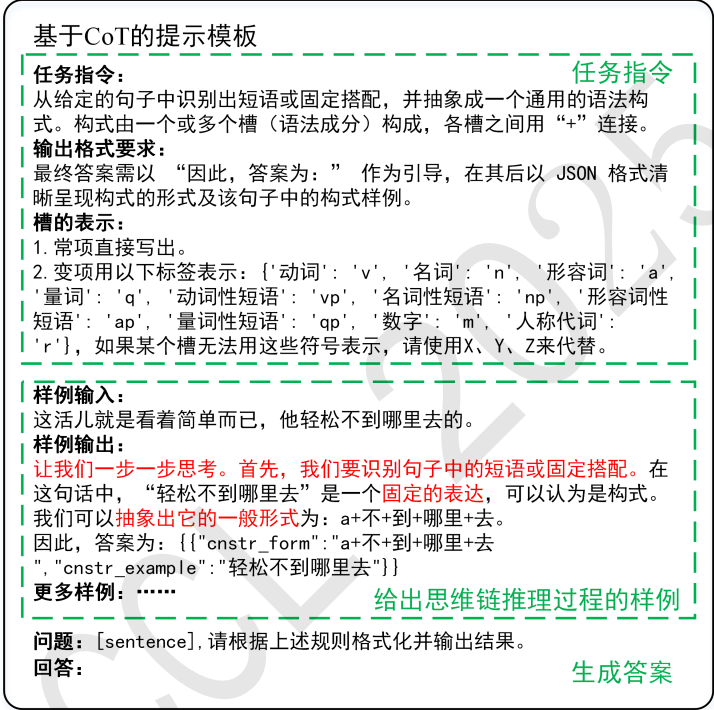 基于CoT的提示模板
任务指令：
任务指令
从给定的句子中识别出短语或固定搭配，并抽象成一个通用的语法构
式。构式由一个或多个槽（语法成分）构成，各槽之间用“+”连接。
输出格式要求：
最终答案需以 “因此，答案为：” 作为引导，在其后以 JSON 格式清
晰呈现构式的形式及该句子中的构式样例。
槽的表示：
1.常项直接写出。
2.变项用以下标签表示：{'动词': 'v', '名词': 'n', '形容词': 'a',
'量词': 'q', '动词性短语': 'vp', '名词性短语': 'np', '形容词性
短语': 'ap', '量词性短语': 'qp', '数字': 'm', '人称代词':
'r'}，如果某个槽无法用这些符号表示，请使用X、Y、Z来代替。
样例输入：
这活儿就是看着简单而已，他轻松不到哪里去的。
样例输出：
让我们一步一步思考。首先，我们要识别句子中的短语或固定搭配。在
这句话中，“轻松不到哪里去”是一个固定的表达，可以认为是构式。
我们可以抽象出它的一般形式为：a+不+到+哪里+去。
因此，答案为：{{"cnstr_form":"a+不+到+哪里+去
","cnstr_example":"轻松不到哪里去"}}
更多样例：……
给出思维链推理过程的样例
问题：[sentence],请根据上述规则格式化并输出结果。
回答：
生成答案
CCL 2025